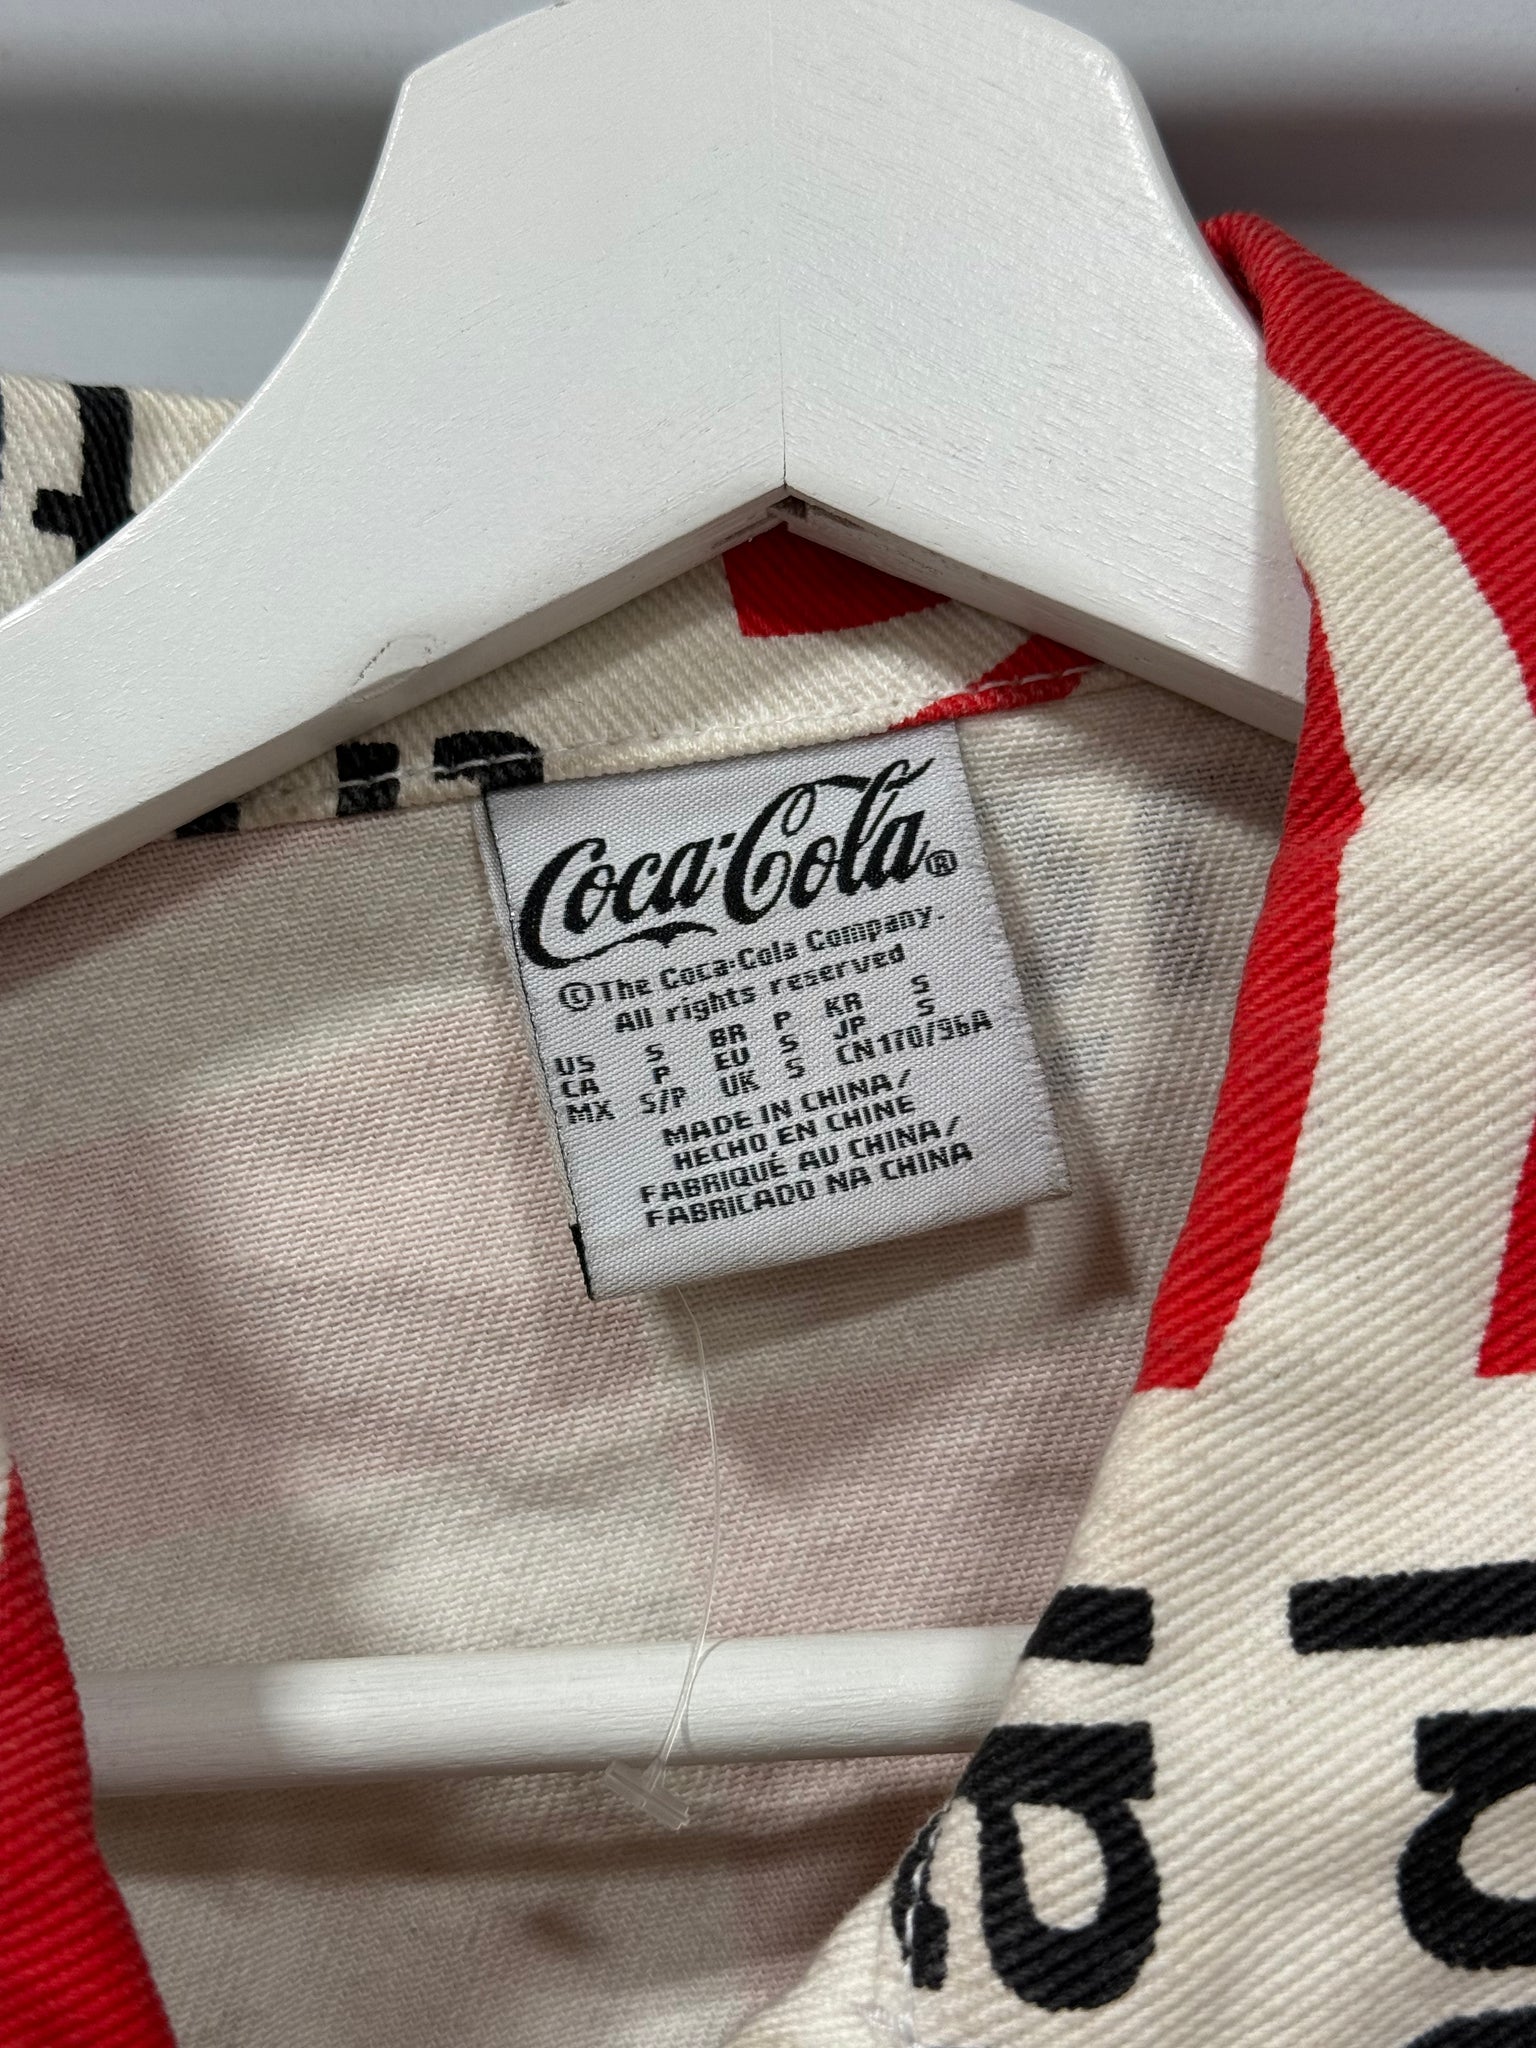 Coca-Cola®
©The Coca-Cola Company.
All rights reserved
US S BR P KR S
CA P EU S JP S
MX S/P UK S CN170/96A
MADE IN CHINA/
HECHO EN CHINE
FABRIQUÉ AU CHINA/
FABRICADO NA CHINA